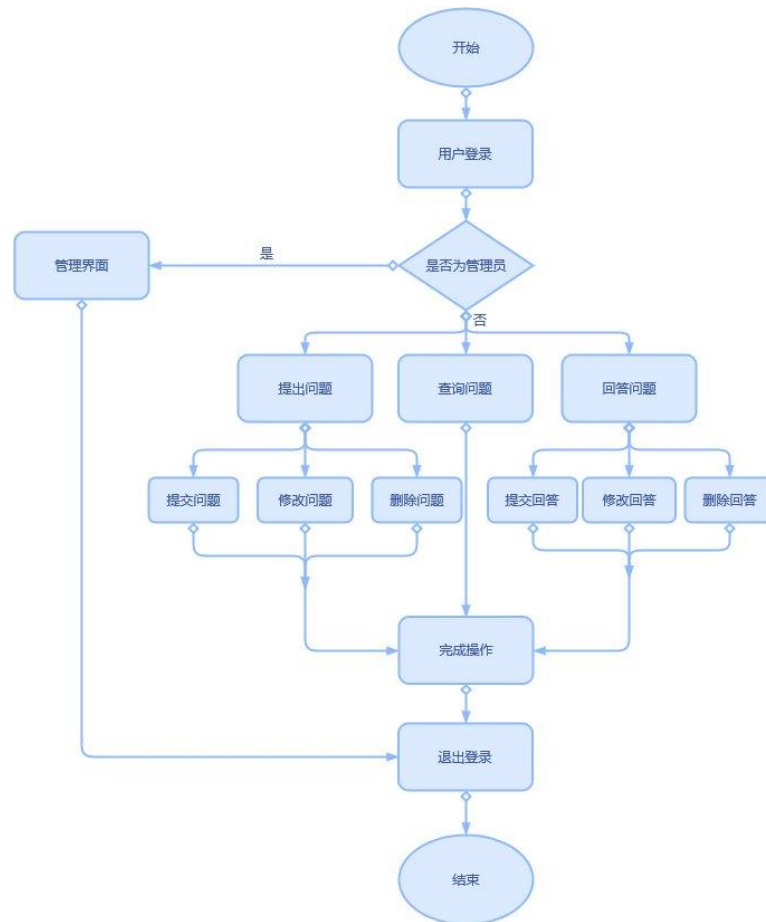 开始
用户登录
是否为管理员
是
管理界面
否
提出问题
查询问题
回答问题
提交问题
修改问题
删除问题
提交回答
修改回答
删除回答
完成操作
退出登录
结束